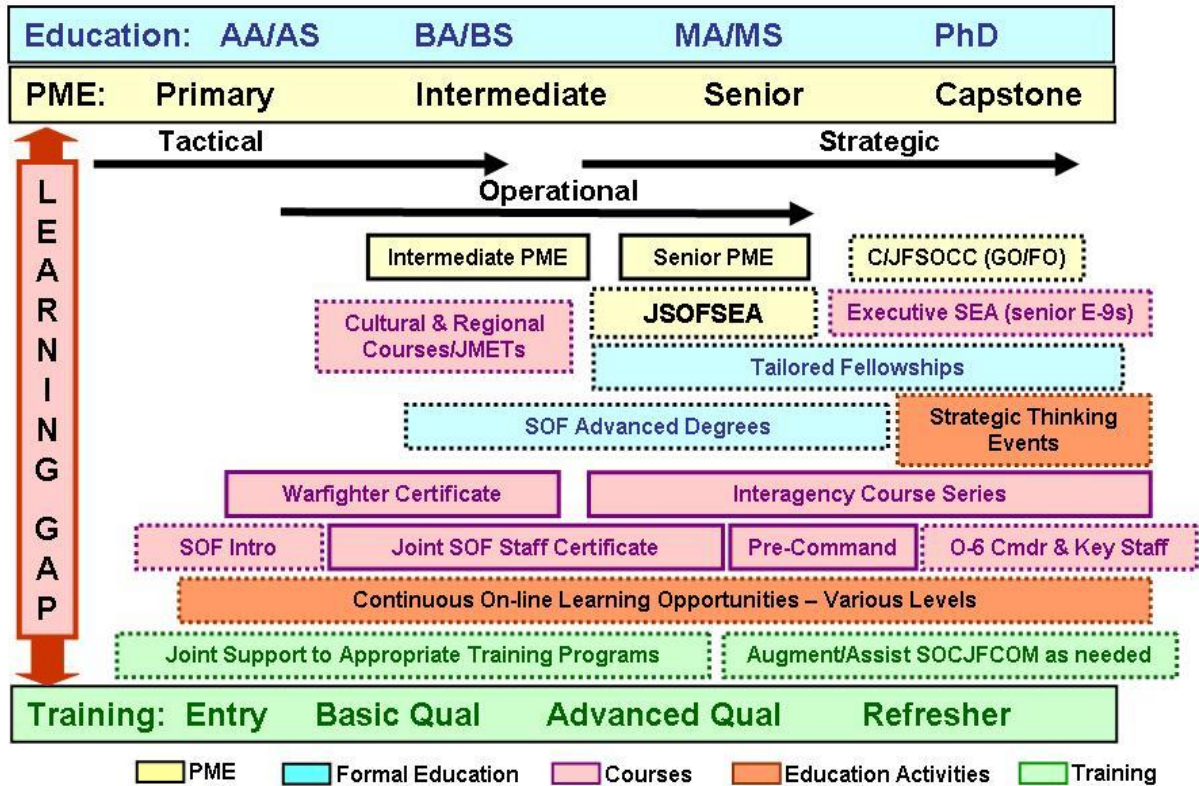 Education: AA/AS BA/BS MA/MS PhD
PME: Primary Intermediate Senior Capstone
Tactical
Strategic
Operational
LEARNING GAP
Intermediate PME
Senior PME
C/JFSOCC (GO/FO)
Cultural & Regional
Courses/JMETs
JSOFSEA
Executive SEA (senior E-9s)
Tailored Fellowships
SOF Advanced Degrees
Strategic Thinking
Events
Warfighter Certificate
Interagency Course Series
SOF Intro
Joint SOF Staff Certificate
Pre-Command
O-6 Cmdr & Key Staff
Continuous On-line Learning Opportunities – Various Levels
Joint Support to Appropriate Training Programs
Augment/Assist SOCJFCOM as needed
Training: Entry Basic Qual Advanced Qual Refresher
PME
Formal Education
Courses
Education Activities
Training